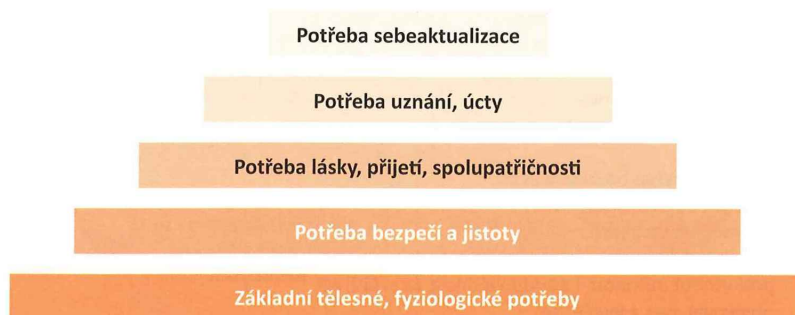 Potřeba sebeaktualizace
Potřeba uznání, úcty
Potřeba lásky, přijetí, spolupatřičnosti
Potřeba bezpečí a jistoty
Základní tělesné, fyziologické potřeby